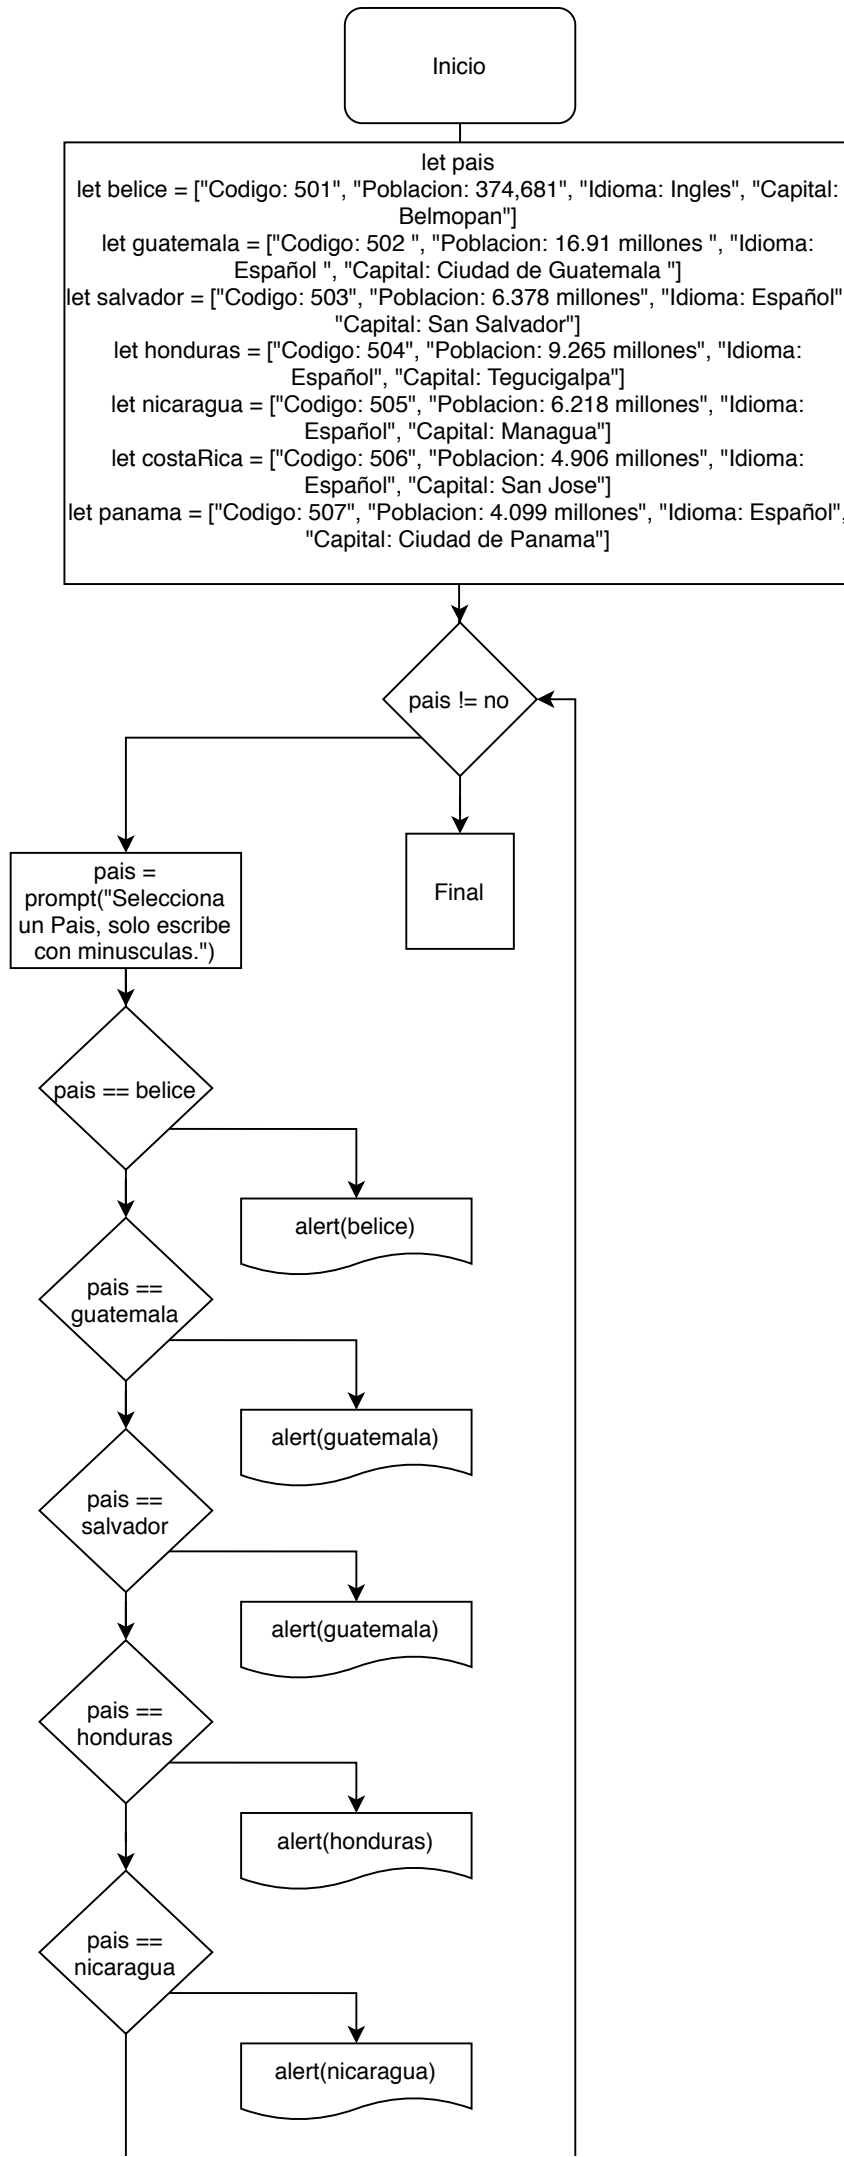 Inicio
let pais
let belice = ["Codigo: 501", "Poblacion: 374,681", "Idioma: Ingles", "Capital:
Belmopan"]
let guatemala = ["Codigo: 502 ", "Poblacion: 16.91 millones ", "Idioma:
Español ", "Capital: Ciudad de Guatemala "]
let salvador = ["Codigo: 503", "Poblacion: 6.378 millones", "Idioma: Español"
"Capital: San Salvador"]
let honduras = ["Codigo: 504", "Poblacion: 9.265 millones", "Idioma:
Español", "Capital: Tegucigalpa"]
let nicaragua = ["Codigo: 505", "Poblacion: 6.218 millones", "Idioma:
Español", "Capital: Managua"]
let costaRica = ["Codigo: 506", "Poblacion: 4.906 millones", "Idioma:
Español", "Capital: San Jose"]
let panama = ["Codigo: 507", "Poblacion: 4.099 millones", "Idioma: Español",
"Capital: Ciudad de Panama"]
pais != no
pais =
prompt("Selecciona
un Pais, solo escribe
con minusculas.")
Final
pais == belice
alert(belice)
pais ==
guatemala
alert(guatemala)
pais ==
salvador
alert(guatemala)
pais ==
honduras
alert(honduras)
pais ==
nicaragua
alert(nicaragua)